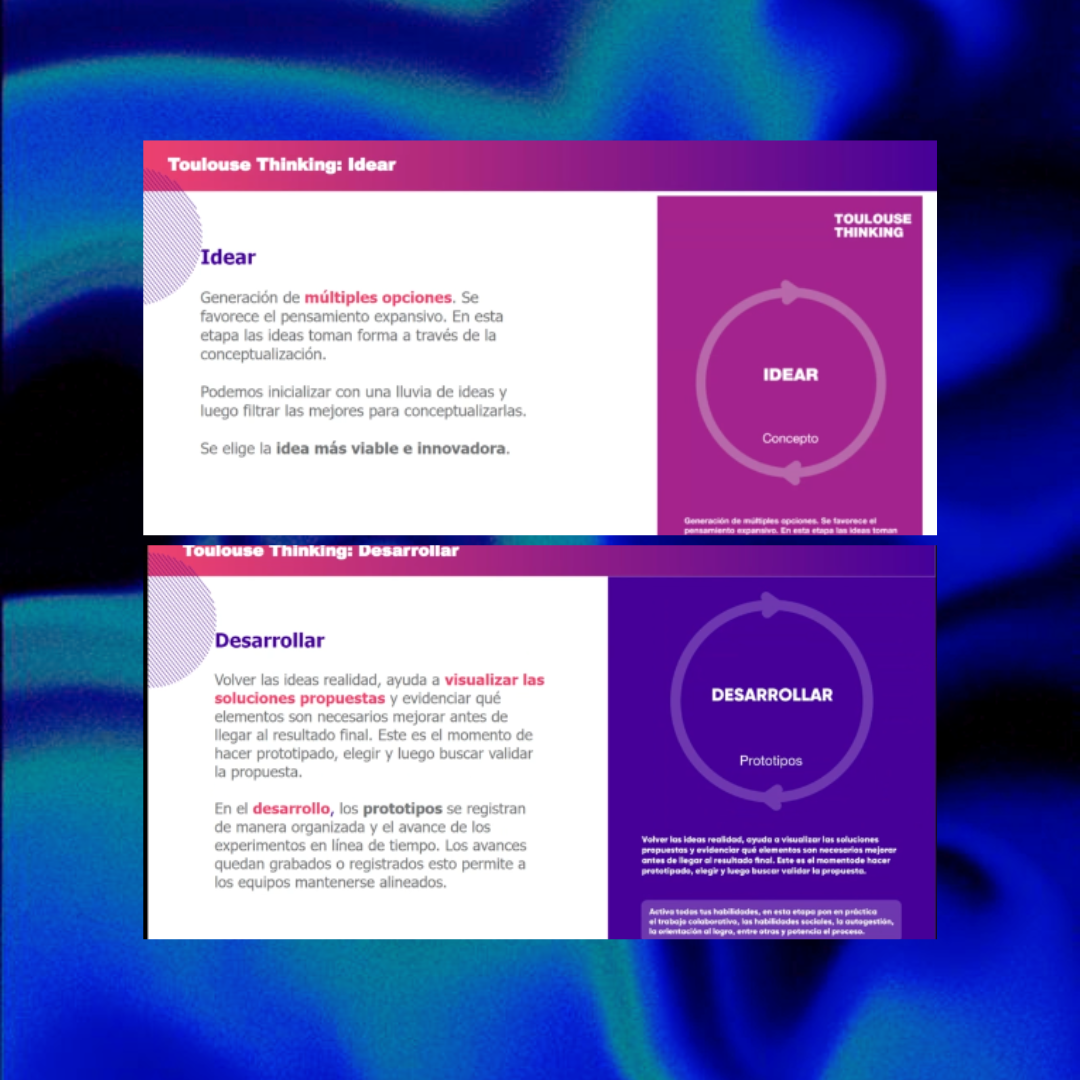 Toulouse Thinking: Idear
Idear
Generación de múltiples opciones. Se
favorece el pensamiento expansivo. En esta
etapa las ideas toman forma a través de la
conceptualización.
Podemos inicializar con una lluvia de ideas y
luego filtrar las mejores para conceptualizarlas.
Se elige la idea más viable e innovadora.
TOULOUSE
THINKING
IDEAR
Concepto
Generación de múltiples opciones. Se favorece el
pensamiento expansivo. En esta etapa las ideas toman
Toulouse Thinking: Desarrollar
Desarrollar
Volver las ideas realidad, ayuda a visualizar las
soluciones propuestas y evidenciar qué
elementos son necesarios mejorar antes de
llegar al resultado final. Este es el momento de
hacer prototipado, elegir y luego buscar validar
la propuesta.
En el desarrollo, los prototipos se registran
de manera organizada y el avance de los
experimentos en línea de tiempo. Los avances
quedan grabados o registrados esto permite a
los equipos mantenerse alineados.
DESARROLLAR
Prototipos
Volver las ideas realidad, ayuda a visualizar las soluciones
propuestas y evidenciar qué elementos son necesarios mejorar
antes de llegar al resultado final. Este es el momentode hacer
prototipado, elegir y luego buscar validar la propuesta.
Activa todas tus habilidades, en esta etapa pon en práctica
el trabajo colaborativo, las habilidades sociales, la autogestión,
la orientación al logro, entre otras y potencia el proceso.